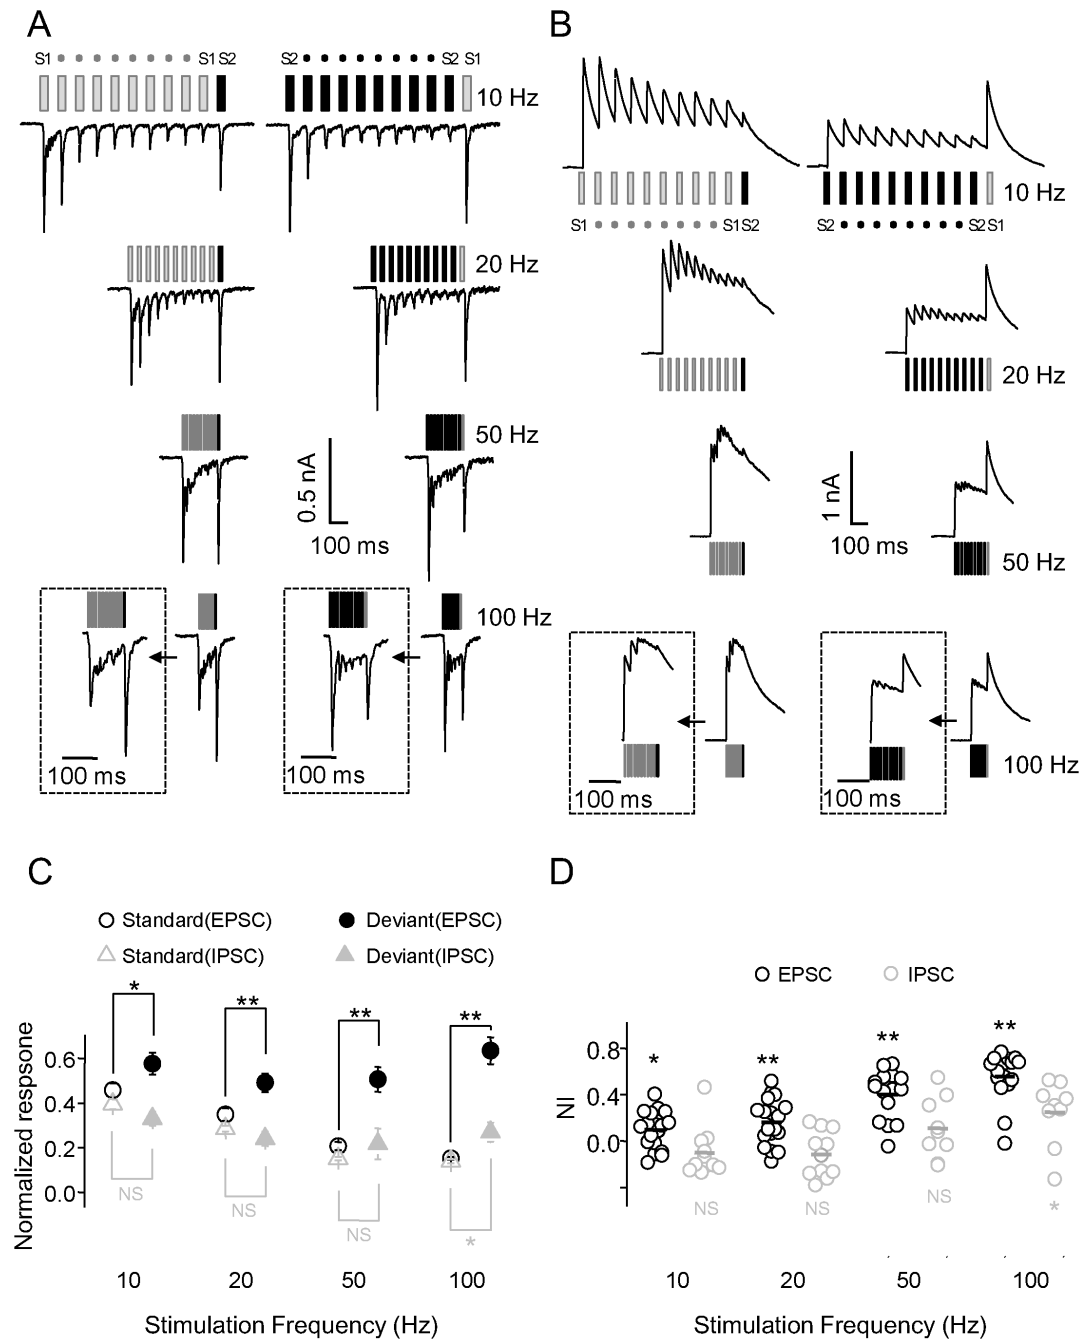 A
S1 S1 S2 S2 S2 S1
10 Hz
20 Hz
50 Hz
0.5 nA
100 ms
100 Hz
100 ms 100 ms
B
10 Hz
S1 S1S2 S2 S2S1
20 Hz
1 nA
100 ms
50 Hz
100 Hz
100 ms 100 ms
C
Standard(EPSC) Deviant(EPSC)
Standard(IPSC) Deviant(IPSC)
Normalized respsone
0.6
0.4
0.2
0.0
* ** ** **
NS NS NS *
10 20 50 100
Stimulation Frequency (Hz)
D
EPSC IPSC
NI
0.8
0.4
0.0
* ** ** **
NS NS NS *
10 20 50 100
Stimulation Frequency (Hz)